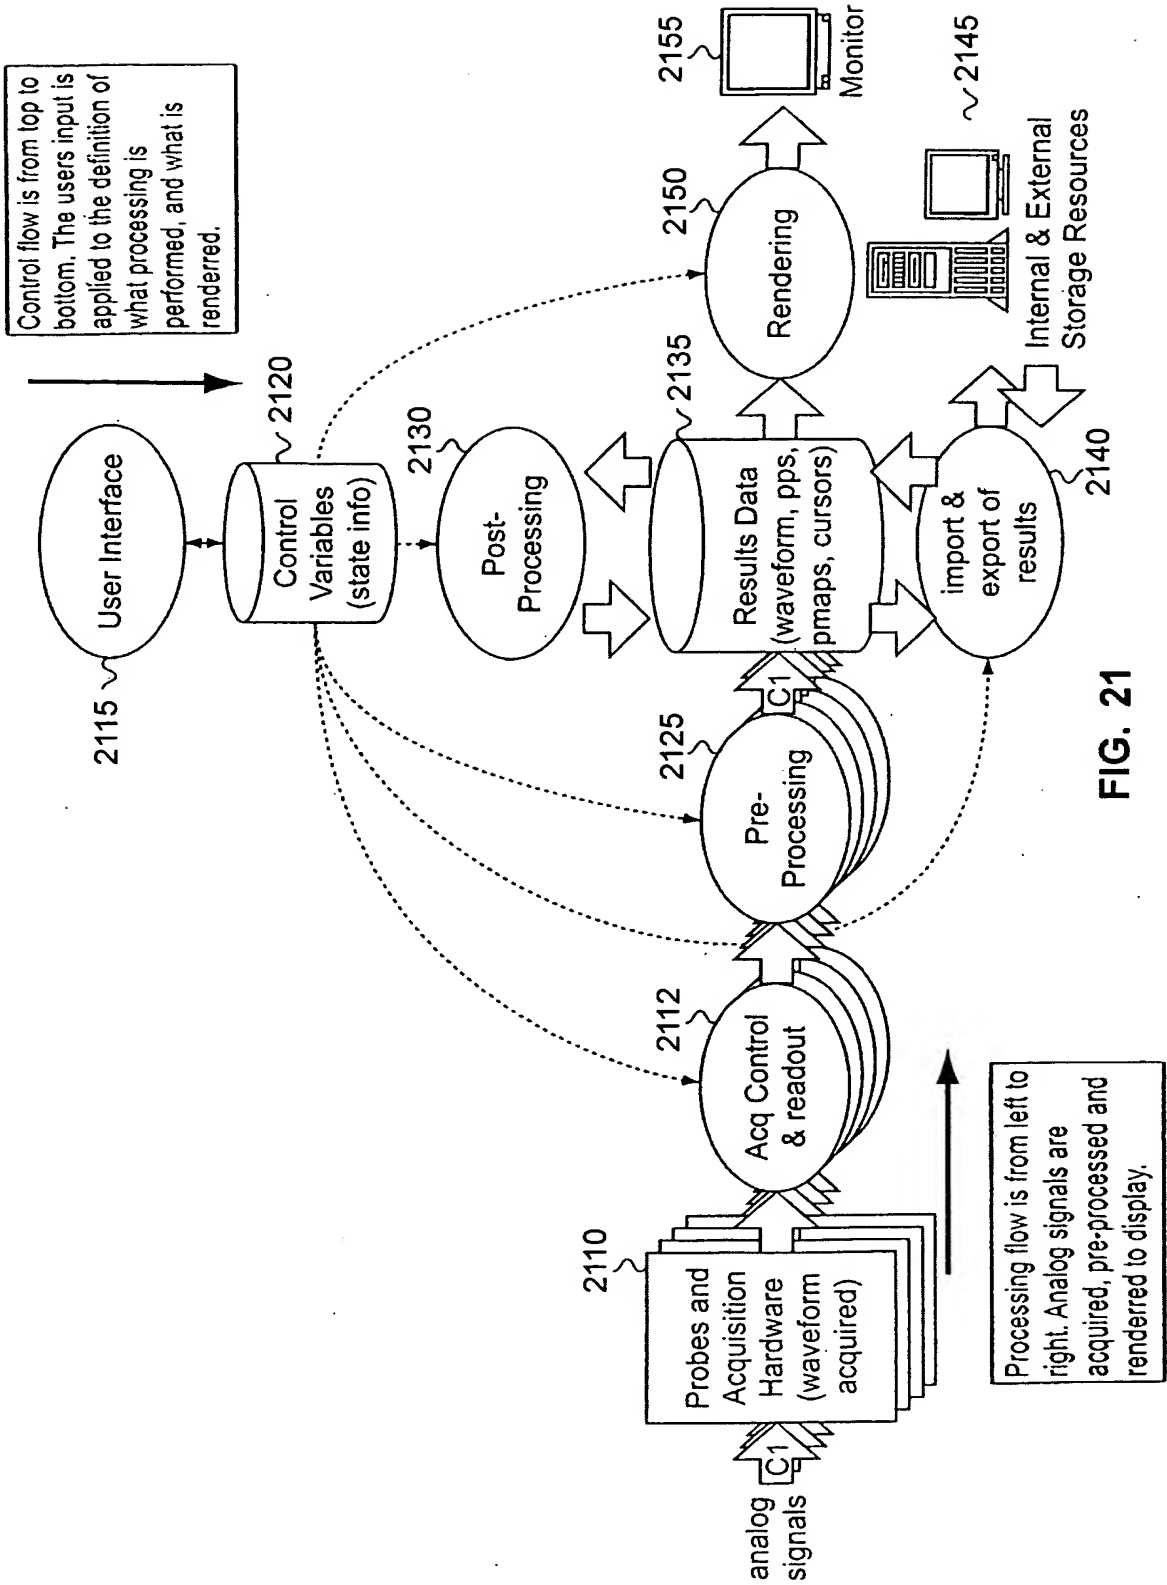 Control flow is from top to
bottom. The users input is
applied to the definition of
what processing is
performed, and what is
renderred.
User Interface
2115
2120
Control
Variables
(state info)
2130
Post-
Processing
2110
Probes and
Acquisition
Hardware
(waveform
acquired)
analog
signals
C1
2112
Acq Control
& readout
2125
Pre-
Processing
C1
2135
Results Data
(waveform, pps,
pmaps, cursors)
2150
Rendering
2155
Monitor
2145
Internal & External
Storage Resources
import &
export of
results
2140
Processing flow is from left to
right. Analog signals are
acquired, pre-processed and
renderred to display.
FIG. 21